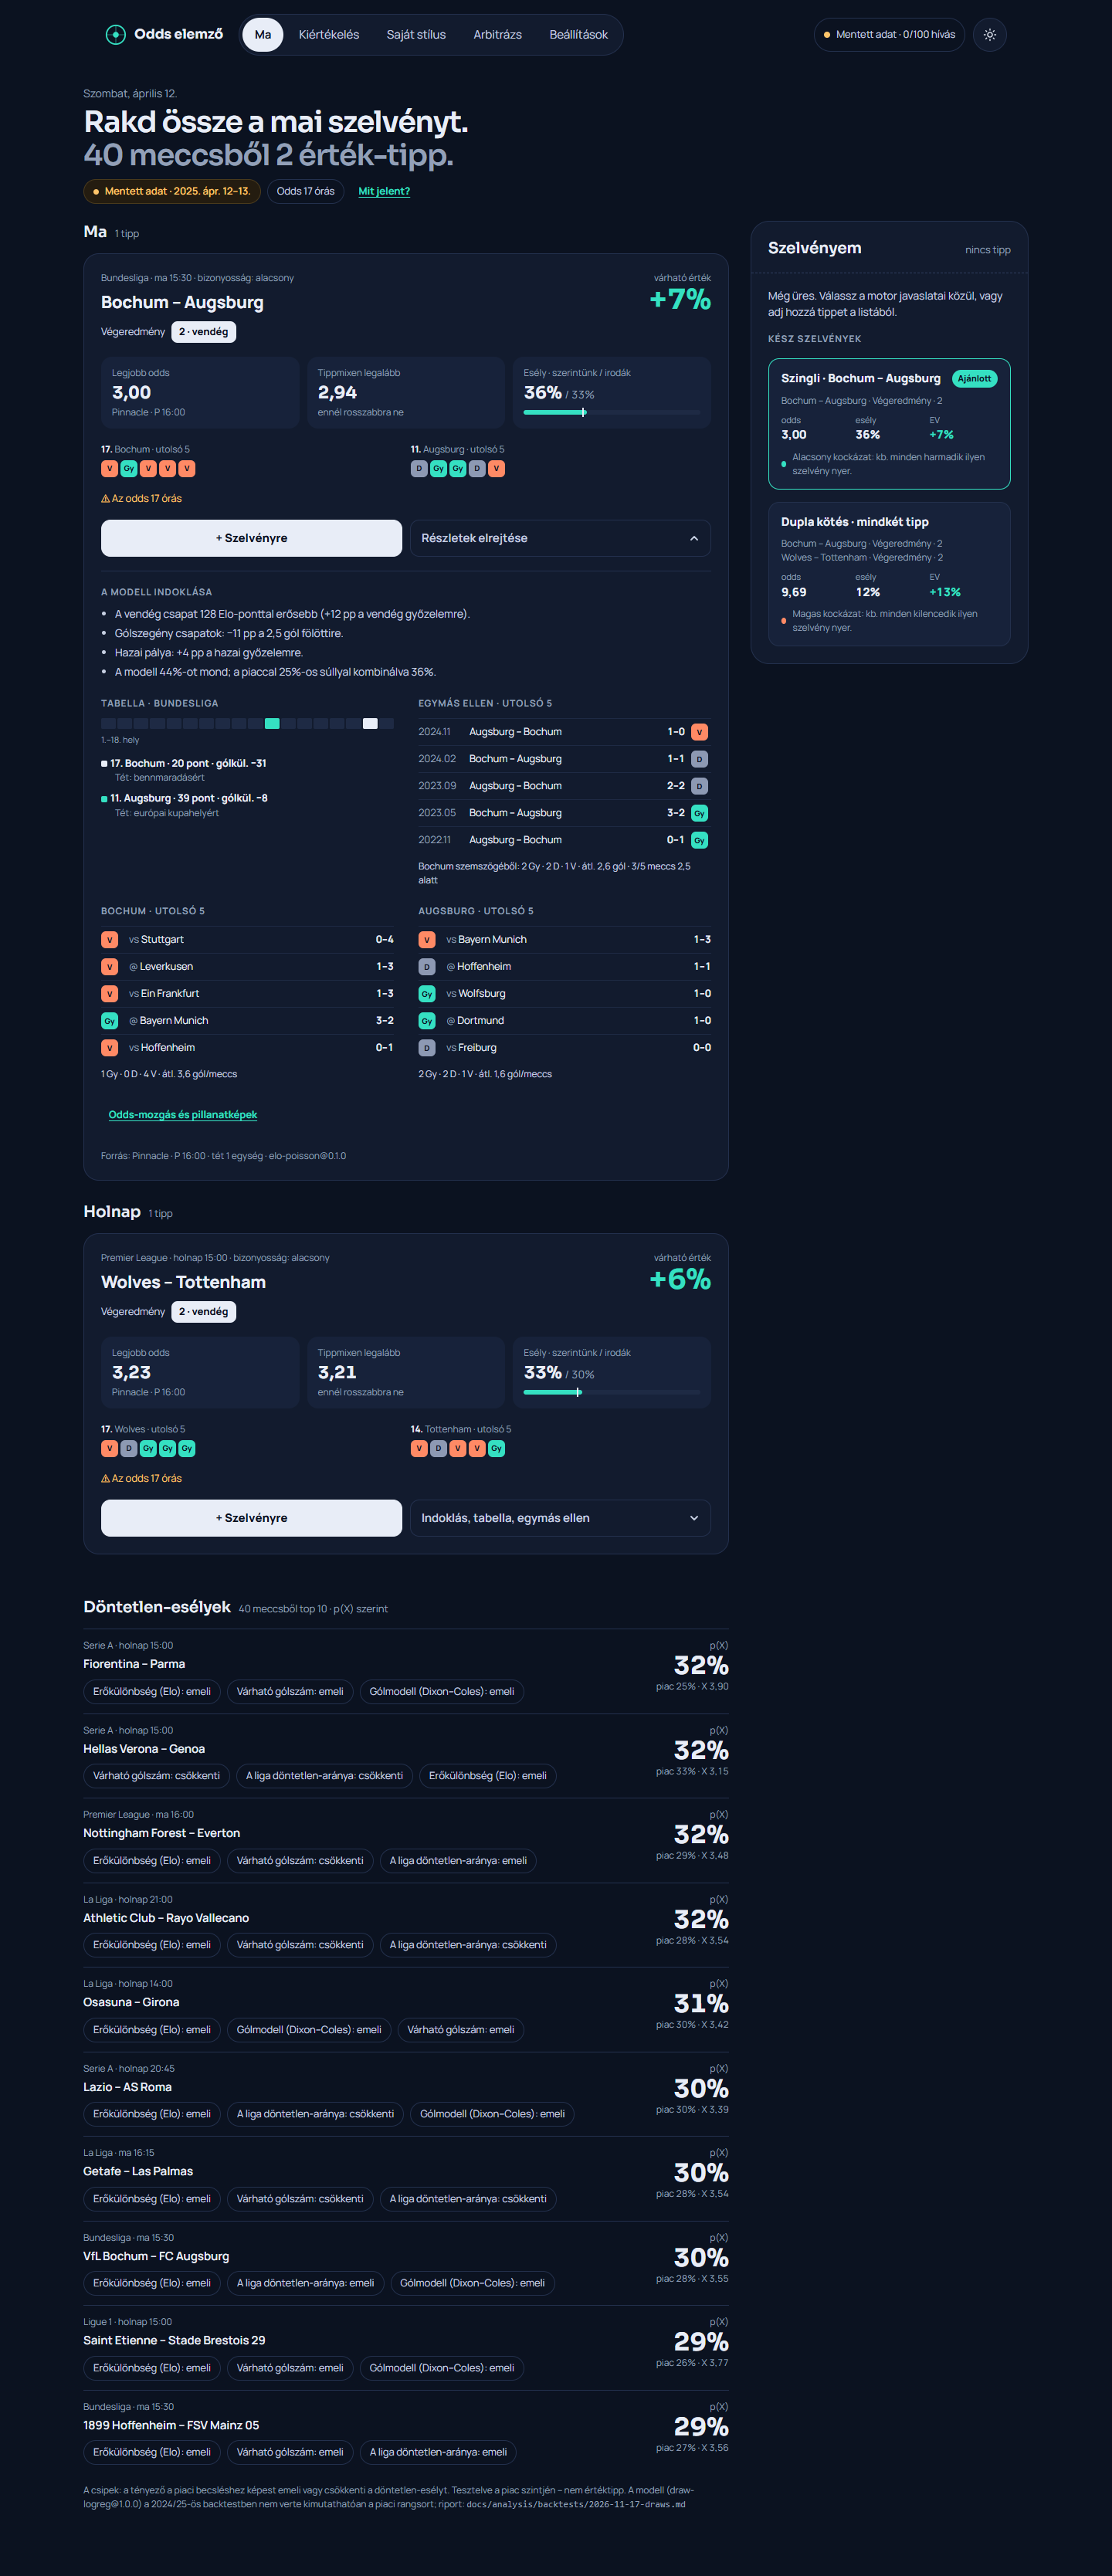 Odds elemző
Ma
Kiértékelés
Saját stílus
Arbitrázs
Beállítások
Mentett adat · 0/100 hívás
Szombat, április 12.
Rakd össze a mai szelvényt.
40 meccsből 2 érték-tipp.
Mentett adat · 2025. ápr. 12–13.
Odds 17 órás
Mit jelent?
Ma 1 tipp
Bundesliga · ma 15:30 · bizonyosság: alacsony
várható érték
Bochum – Augsburg
+7%
Végeredmény 2 · vendég
Legjobb odds
3,00
Pinnacle · P 16:00
Tippmixen legalább
2,94
ennél rosszabbra ne
Esély · szerintünk / irodák
36% / 33%
17. Bochum · utolsó 5
V Gy V V V
11. Augsburg · utolsó 5
D Gy Gy D V
⚠ Az odds 17 órás
+ Szelvényre
Részletek elrejtése
A MODELL INDOKLÁSA
• A vendég csapat 128 Elo-ponttal erősebb (+12 pp a vendég győzelemre).
• Gólszegény csapatok: −11 pp a 2,5 gól fölöttire.
• Hazai pálya: +4 pp a hazai győzelemre.
• A modell 44%-ot mond; a piaccal 25%-os súllyal kombinálva 36%.
TABELLA · BUNDESLIGA
1.–18. hely
17. Bochum · 20 pont · gólkül. −31
Tét: bennmaradásért
11. Augsburg · 39 pont · gólkül. −8
Tét: európai kupahelyért
EGYMÁS ELLEN · UTOLSÓ 5
2024.11 Augsburg – Bochum 1–0 V
2024.02 Bochum – Augsburg 1–1 D
2023.09 Augsburg – Bochum 2–2 D
2023.05 Bochum – Augsburg 3–2 Gy
2022.11 Augsburg – Bochum 0–1 Gy
Bochum szemszögéből: 2 Gy · 2 D · 1 V · átl. 2,6 gól · 3/5 meccs 2,5
alatt
BOCHUM · UTOLSÓ 5
V vs Stuttgart 0–4
V @ Leverkusen 1–3
V vs Ein Frankfurt 1–3
Gy @ Bayern Munich 3–2
V vs Hoffenheim 0–1
1 Gy · 0 D · 4 V · átl. 3,6 gól/meccs
AUGSBURG · UTOLSÓ 5
V vs Bayern Munich 1–3
D @ Hoffenheim 1–1
Gy vs Wolfsburg 1–0
Gy @ Dortmund 1–0
D vs Freiburg 0–0
2 Gy · 2 D · 1 V · átl. 1,6 gól/meccs
Odds-mozgás és pillanatképek
Forrás: Pinnacle · P 16:00 · tét 1 egység · elo-poisson@0.1.0
Holnap 1 tipp
Premier League · holnap 15:00 · bizonyosság: alacsony
várható érték
Wolves – Tottenham
+6%
Végeredmény 2 · vendég
Legjobb odds
3,23
Pinnacle · P 16:00
Tippmixen legalább
3,21
ennél rosszabbra ne
Esély · szerintünk / irodák
33% / 30%
17. Wolves · utolsó 5
V D Gy Gy Gy
14. Tottenham · utolsó 5
V D V V Gy
⚠ Az odds 17 órás
+ Szelvényre
Indoklás, tabella, egymás ellen
Döntetlen-esélyek 40 meccsből top 10 · p(X) szerint
Serie A · holnap 15:00
p(X)
Fiorentina – Parma
32%
piac 25% · X 3,90
Erőkülönbség (Elo): emeli
Várható gólszám: emeli
Gólmodell (Dixon–Coles): emeli
Serie A · holnap 15:00
p(X)
Hellas Verona – Genoa
32%
piac 33% · X 3,15
Várható gólszám: csökkenti
A liga döntetlen-aránya: csökkenti
Erőkülönbség (Elo): emeli
Premier League · ma 16:00
p(X)
Nottingham Forest – Everton
32%
piac 29% · X 3,48
Erőkülönbség (Elo): emeli
Várható gólszám: csökkenti
A liga döntetlen-aránya: emeli
La Liga · holnap 21:00
p(X)
Athletic Club – Rayo Vallecano
32%
piac 28% · X 3,54
Erőkülönbség (Elo): emeli
Várható gólszám: csökkenti
A liga döntetlen-aránya: csökkenti
La Liga · holnap 14:00
p(X)
Osasuna – Girona
31%
piac 30% · X 3,42
Erőkülönbség (Elo): emeli
Gólmodell (Dixon–Coles): emeli
Várható gólszám: emeli
Serie A · holnap 20:45
p(X)
Lazio – AS Roma
30%
piac 30% · X 3,39
Erőkülönbség (Elo): emeli
A liga döntetlen-aránya: csökkenti
Gólmodell (Dixon–Coles): emeli
La Liga · ma 16:15
p(X)
Getafe – Las Palmas
30%
piac 28% · X 3,54
Erőkülönbség (Elo): emeli
Várható gólszám: csökkenti
A liga döntetlen-aránya: csökkenti
Bundesliga · ma 15:30
p(X)
VfL Bochum – FC Augsburg
30%
piac 28% · X 3,55
Erőkülönbség (Elo): emeli
A liga döntetlen-aránya: emeli
Gólmodell (Dixon–Coles): emeli
Ligue 1 · holnap 15:00
p(X)
Saint Etienne – Stade Brestois 29
29%
piac 26% · X 3,77
Erőkülönbség (Elo): emeli
Várható gólszám: emeli
Gólmodell (Dixon–Coles): emeli
Bundesliga · ma 15:30
p(X)
1899 Hoffenheim – FSV Mainz 05
29%
piac 27% · X 3,56
Erőkülönbség (Elo): emeli
Várható gólszám: emeli
A liga döntetlen-aránya: emeli
A csipek: a tényező a piaci becsléshez képest emeli vagy csökkenti a döntetlen-esélyt. Tesztelve a piac szintjén – nem értéktipp. A modell (draw-
logreg@1.0.0) a 2024/25-ös backtestben nem verte kimutathatóan a piaci rangsort; riport: docs/analysis/backtests/2026-11-17-draws.md
Szelvényem
nincs tipp
Még üres. Válassz a motor javaslatai közül, vagy
adj hozzá tippet a listából.
KÉSZ SZELVÉNYEK
Szingli · Bochum – Augsburg Ajánlott
Bochum – Augsburg · Végeredmény · 2
odds esély EV
3,00 36% +7%
Alacsony kockázat: kb. minden harmadik ilyen
szelvény nyer.
Dupla kötés · mindkét tipp
Bochum – Augsburg · Végeredmény · 2
Wolves – Tottenham · Végeredmény · 2
odds esély EV
9,69 12% +13%
Magas kockázat: kb. minden kilencedik ilyen
szelvény nyer.